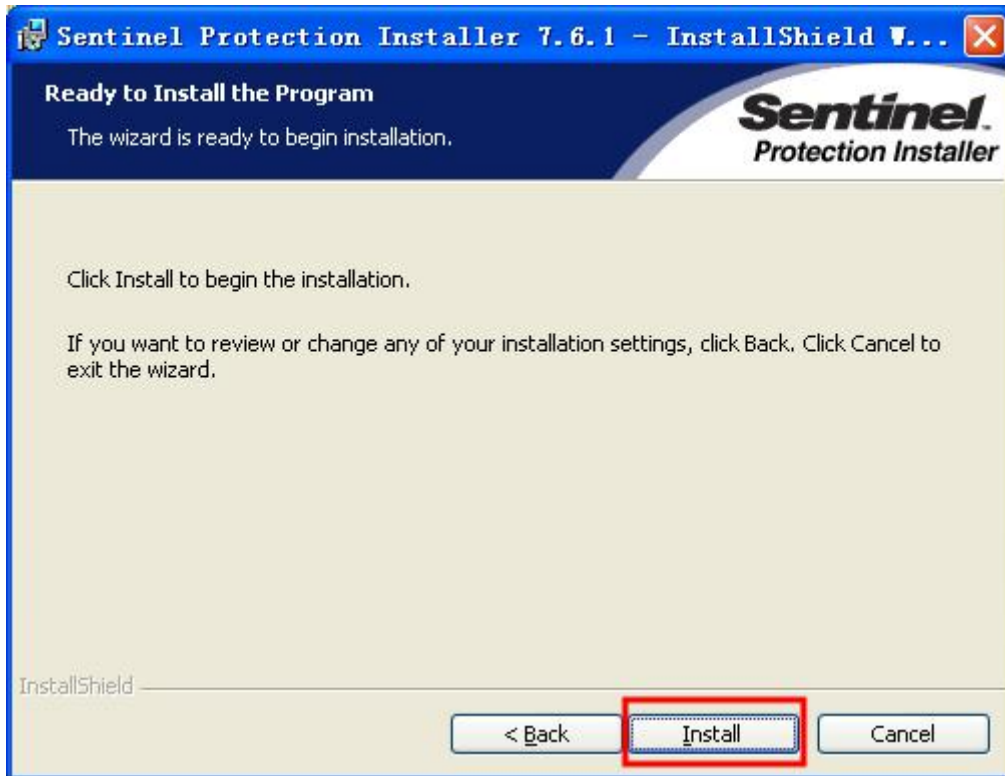 Sentinel Protection Installer 7.6.1 - InstallShield W...
Ready to Install the Program
The wizard is ready to begin installation.
Sentinel.
Protection Installer
Click Install to begin the installation.
If you want to review or change any of your installation settings, click Back. Click Cancel to
exit the wizard.
InstallShield
< Back
Install
Cancel